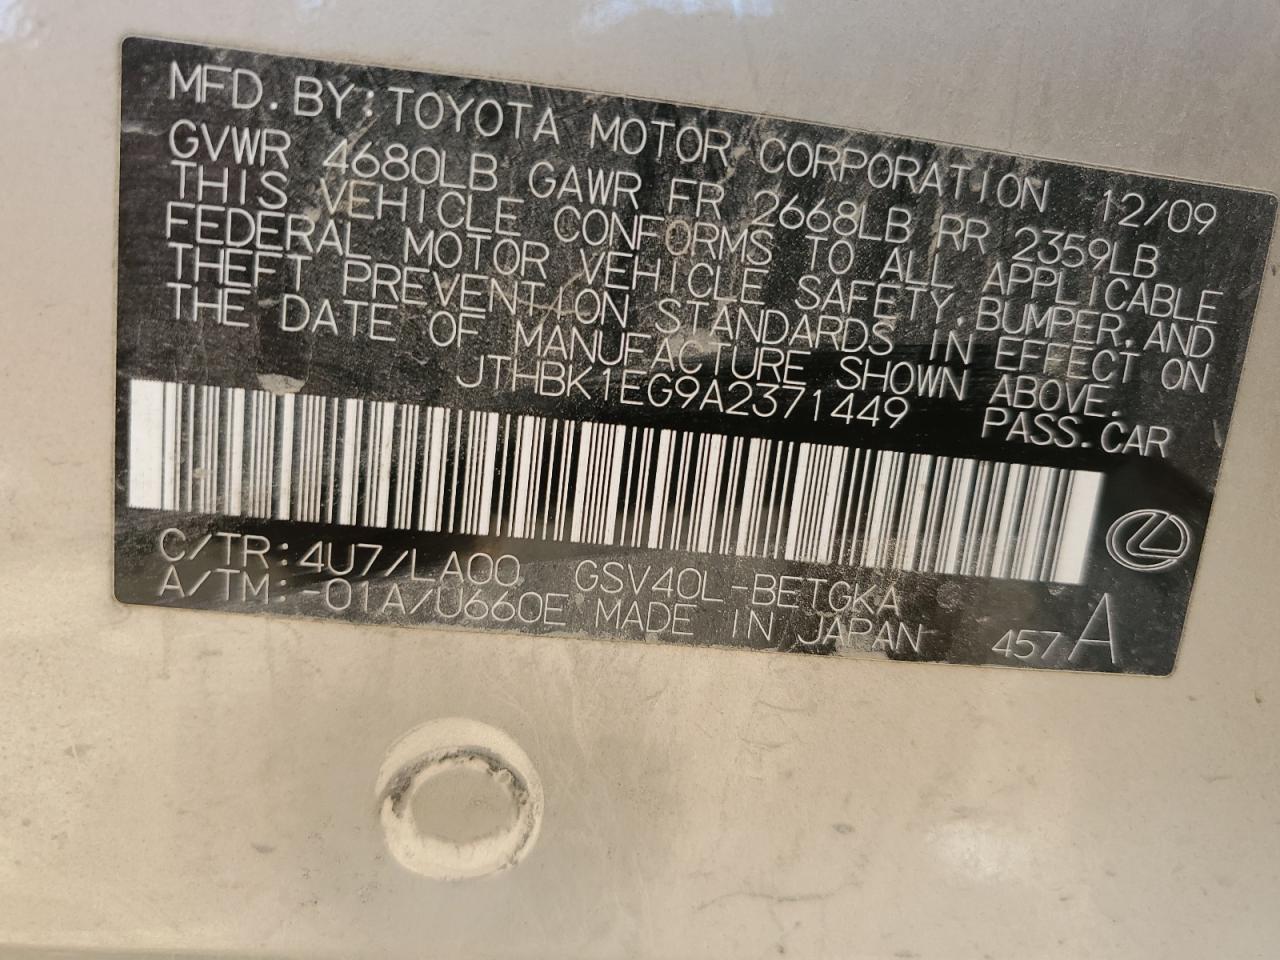 MFD. BY: TOYOTA MOTOR CORPORATION 12/09
GVWR 4680LB GAWR FR 2668LB RR 2359LB
THIS VEHICLE CONFORMS TO ALL APPLICABLE
FEDERAL MOTOR VEHICLE SAFETY, BUMPER, AND
THEFT PREVENTION STANDARDS IN EFFECT ON
THE DATE OF MANUFACTURE SHOWN ABOVE.
JTHBK1EG9A2371449 PASS. CAR
C/TR: 4U7/LA00 GSV40L-BETGKA
A/TM: -01A/U660E MADE IN JAPAN 457 A